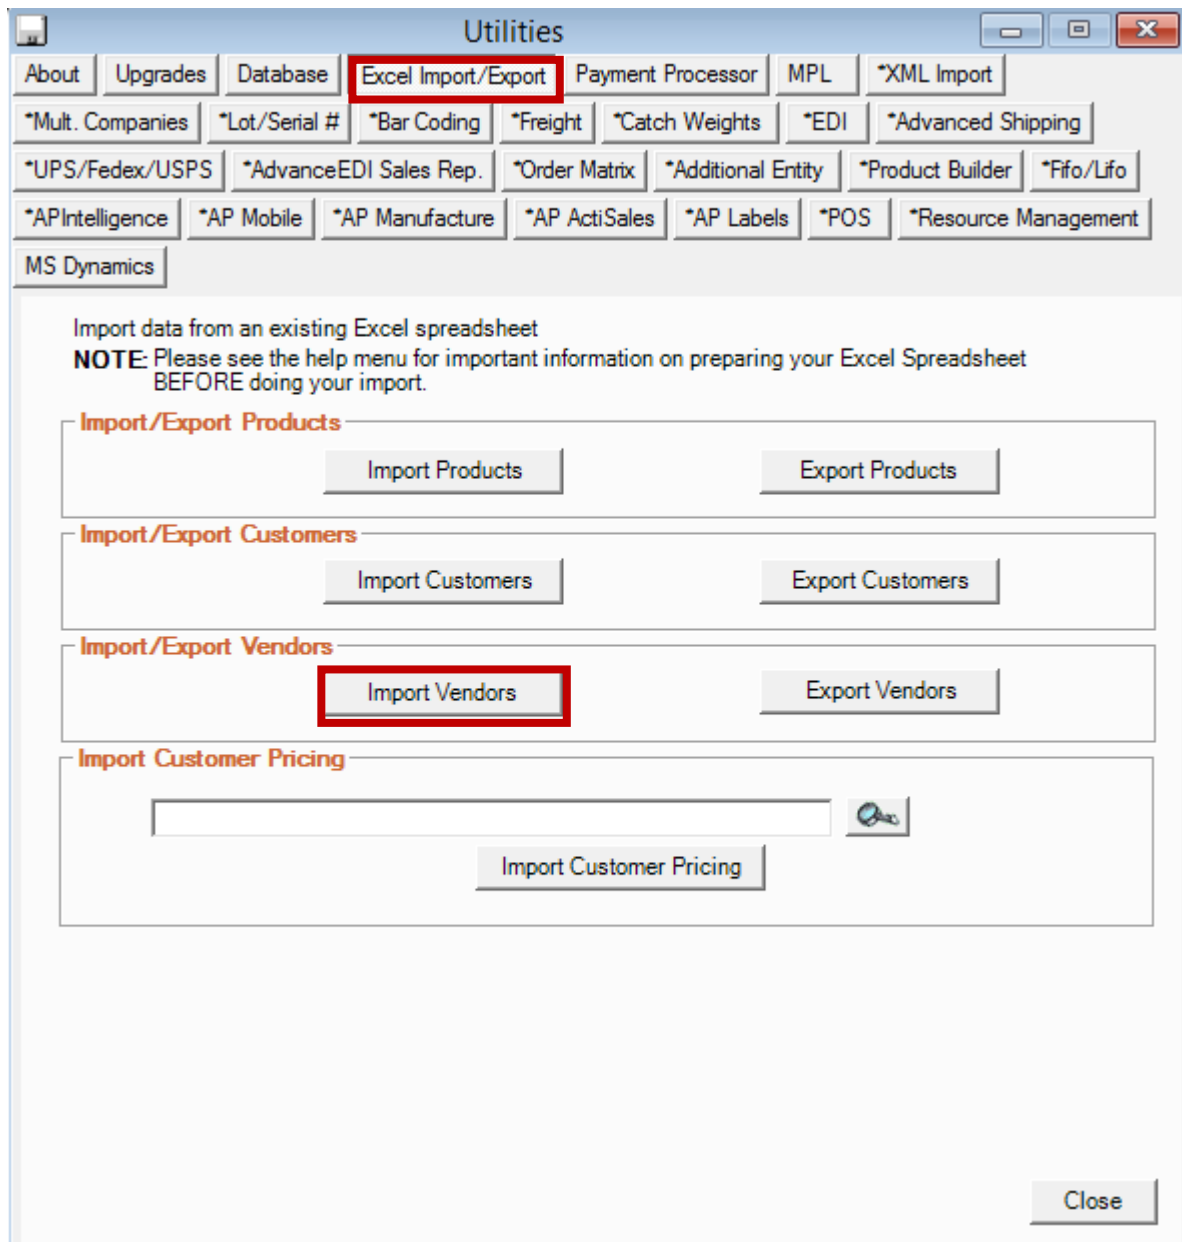 Utilities
About Upgrades Database Excel Import/Export Payment Processor MPL *XML Import
*Mult. Companies *Lot/Serial # *Bar Coding *Freight *Catch Weights *EDI *Advanced Shipping
*UPS/Fedex/USPS *AdvanceEDI Sales Rep. *Order Matrix *Additional Entity *Product Builder *Fifo/Lifo
*APIntelligence *AP Mobile *AP Manufacture *AP ActiSales *AP Labels *POS *Resource Management
MS Dynamics
Import data from an existing Excel spreadsheet
NOTE: Please see the help menu for important information on preparing your Excel Spreadsheet
BEFORE doing your import.
Import/Export Products
Import Products Export Products
Import/Export Customers
Import Customers Export Customers
Import/Export Vendors
Import Vendors Export Vendors
Import Customer Pricing
Import Customer Pricing
Close